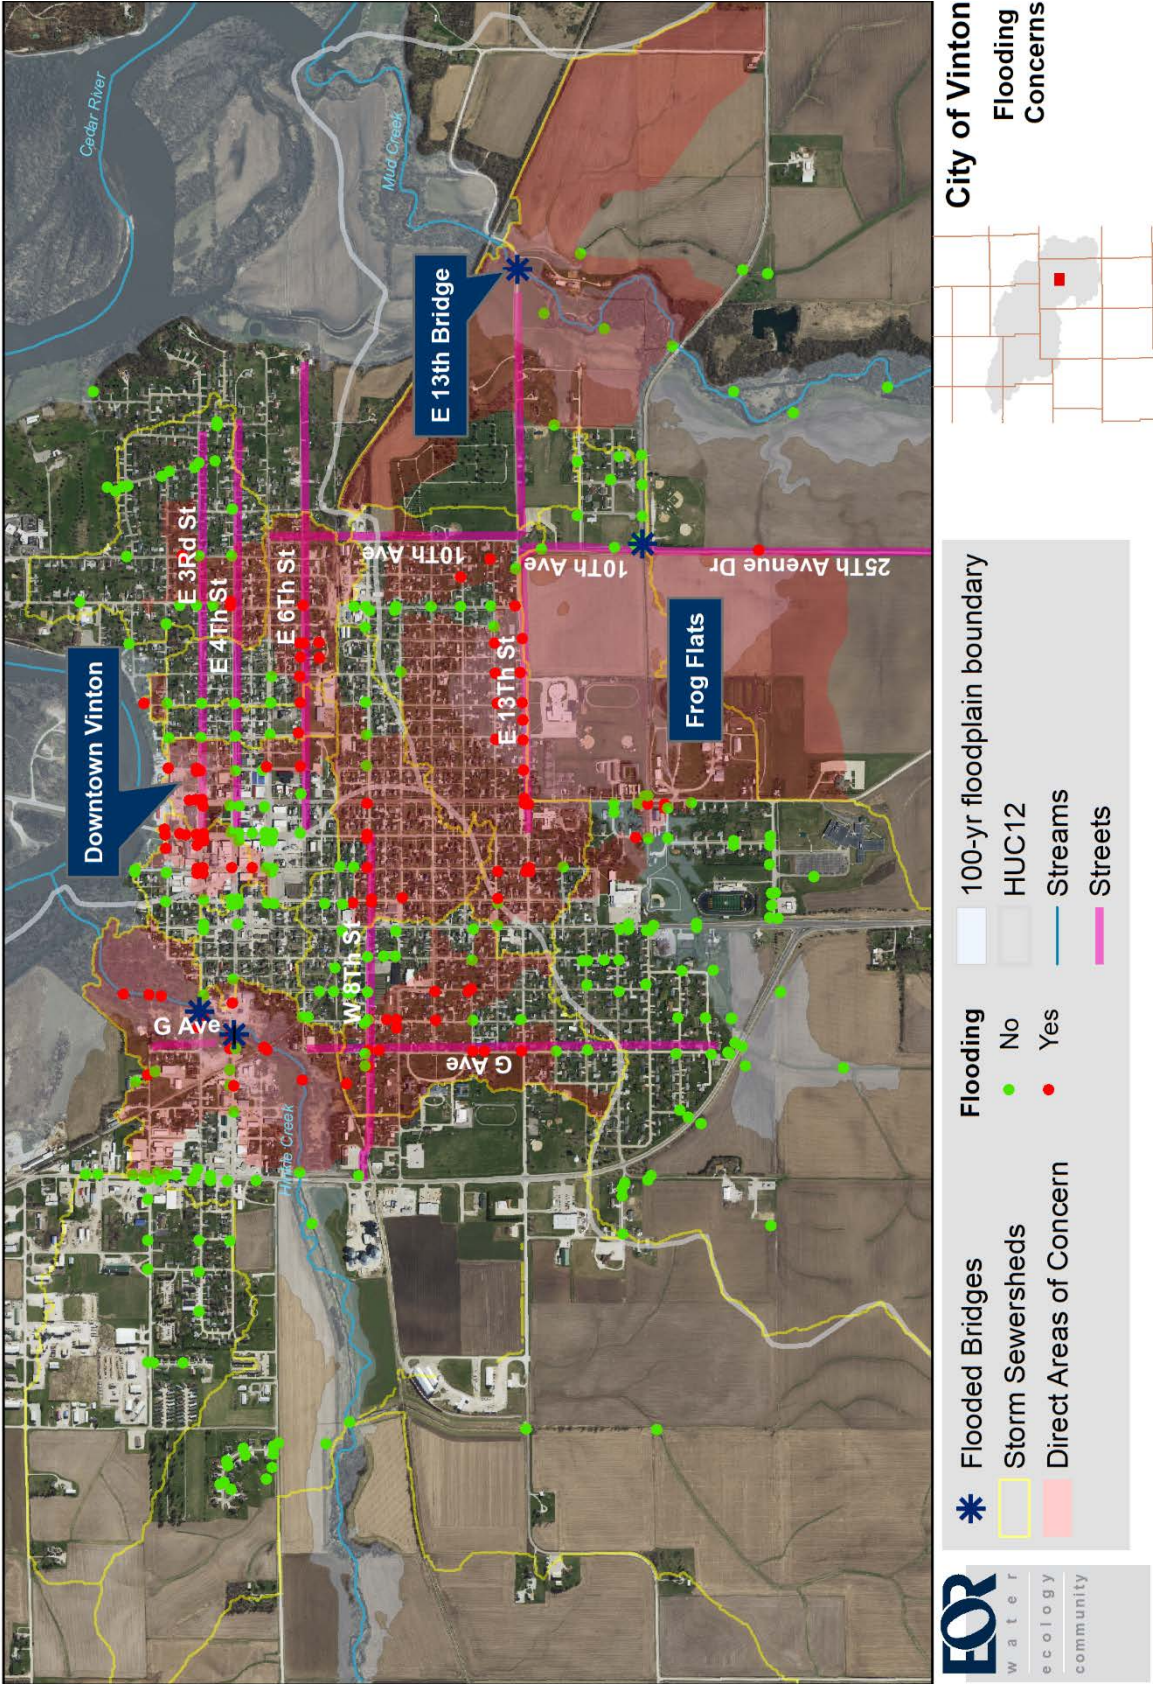 Cedar River
Mud Creek
Downtown Vinton
E 13th Bridge
E 3Rd St
E 4Th St
E 6Th St
10Th Ave
10Th Ave
25Th Avenue Dr
E 13Th St
Frog Flats
W 8Th St
G Ave
G Ave
Hinkle Creek
EOR
water
ecology
community
Flooded Bridges
Storm Sewersheds
Direct Areas of Concern
Flooding
No
Yes
100-yr floodplain boundary
HUC12
Streams
Streets
City of Vinton
Flooding
Concerns